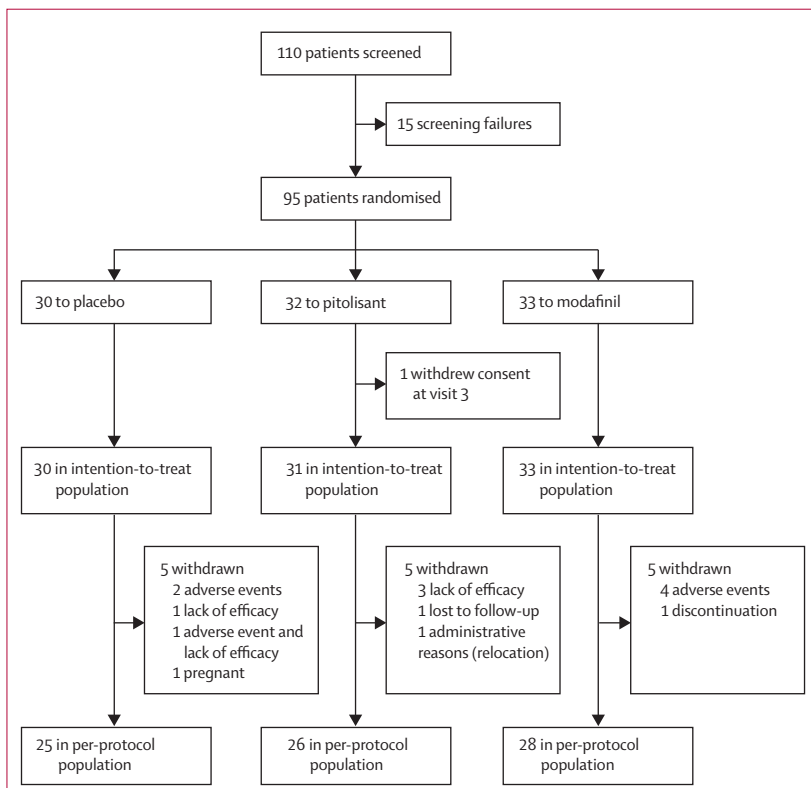 110 patients screened
15 screening failures
95 patients randomised
30 to placebo
32 to pitolisant
33 to modafinil
1 withdrew consent
at visit 3
30 in intention-to-treat
population
31 in intention-to-treat
population
33 in intention-to-treat
population
5 withdrawn
2 adverse events
1 lack of efficacy
1 adverse event and
lack of efficacy
1 pregnant
5 withdrawn
3 lack of efficacy
1 lost to follow-up
1 administrative
reasons (relocation)
5 withdrawn
4 adverse events
1 discontinuation
25 in per-protocol
population
26 in per-protocol
population
28 in per-protocol
population